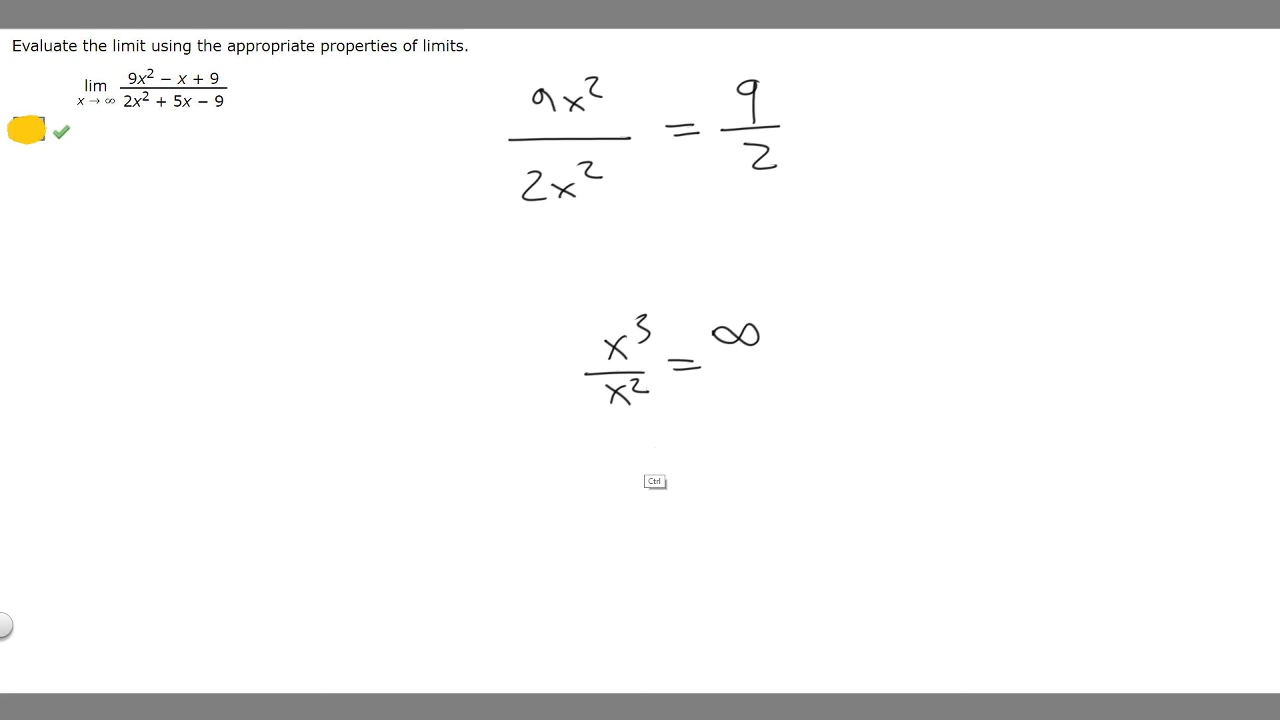 Evaluate the limit using the appropriate properties of limits.
lim x → ∞ 9x² − x + 9 / 2x² + 5x − 9
9x² / 2x² = 9 / 2
x³ / x² = ∞
Ctrl